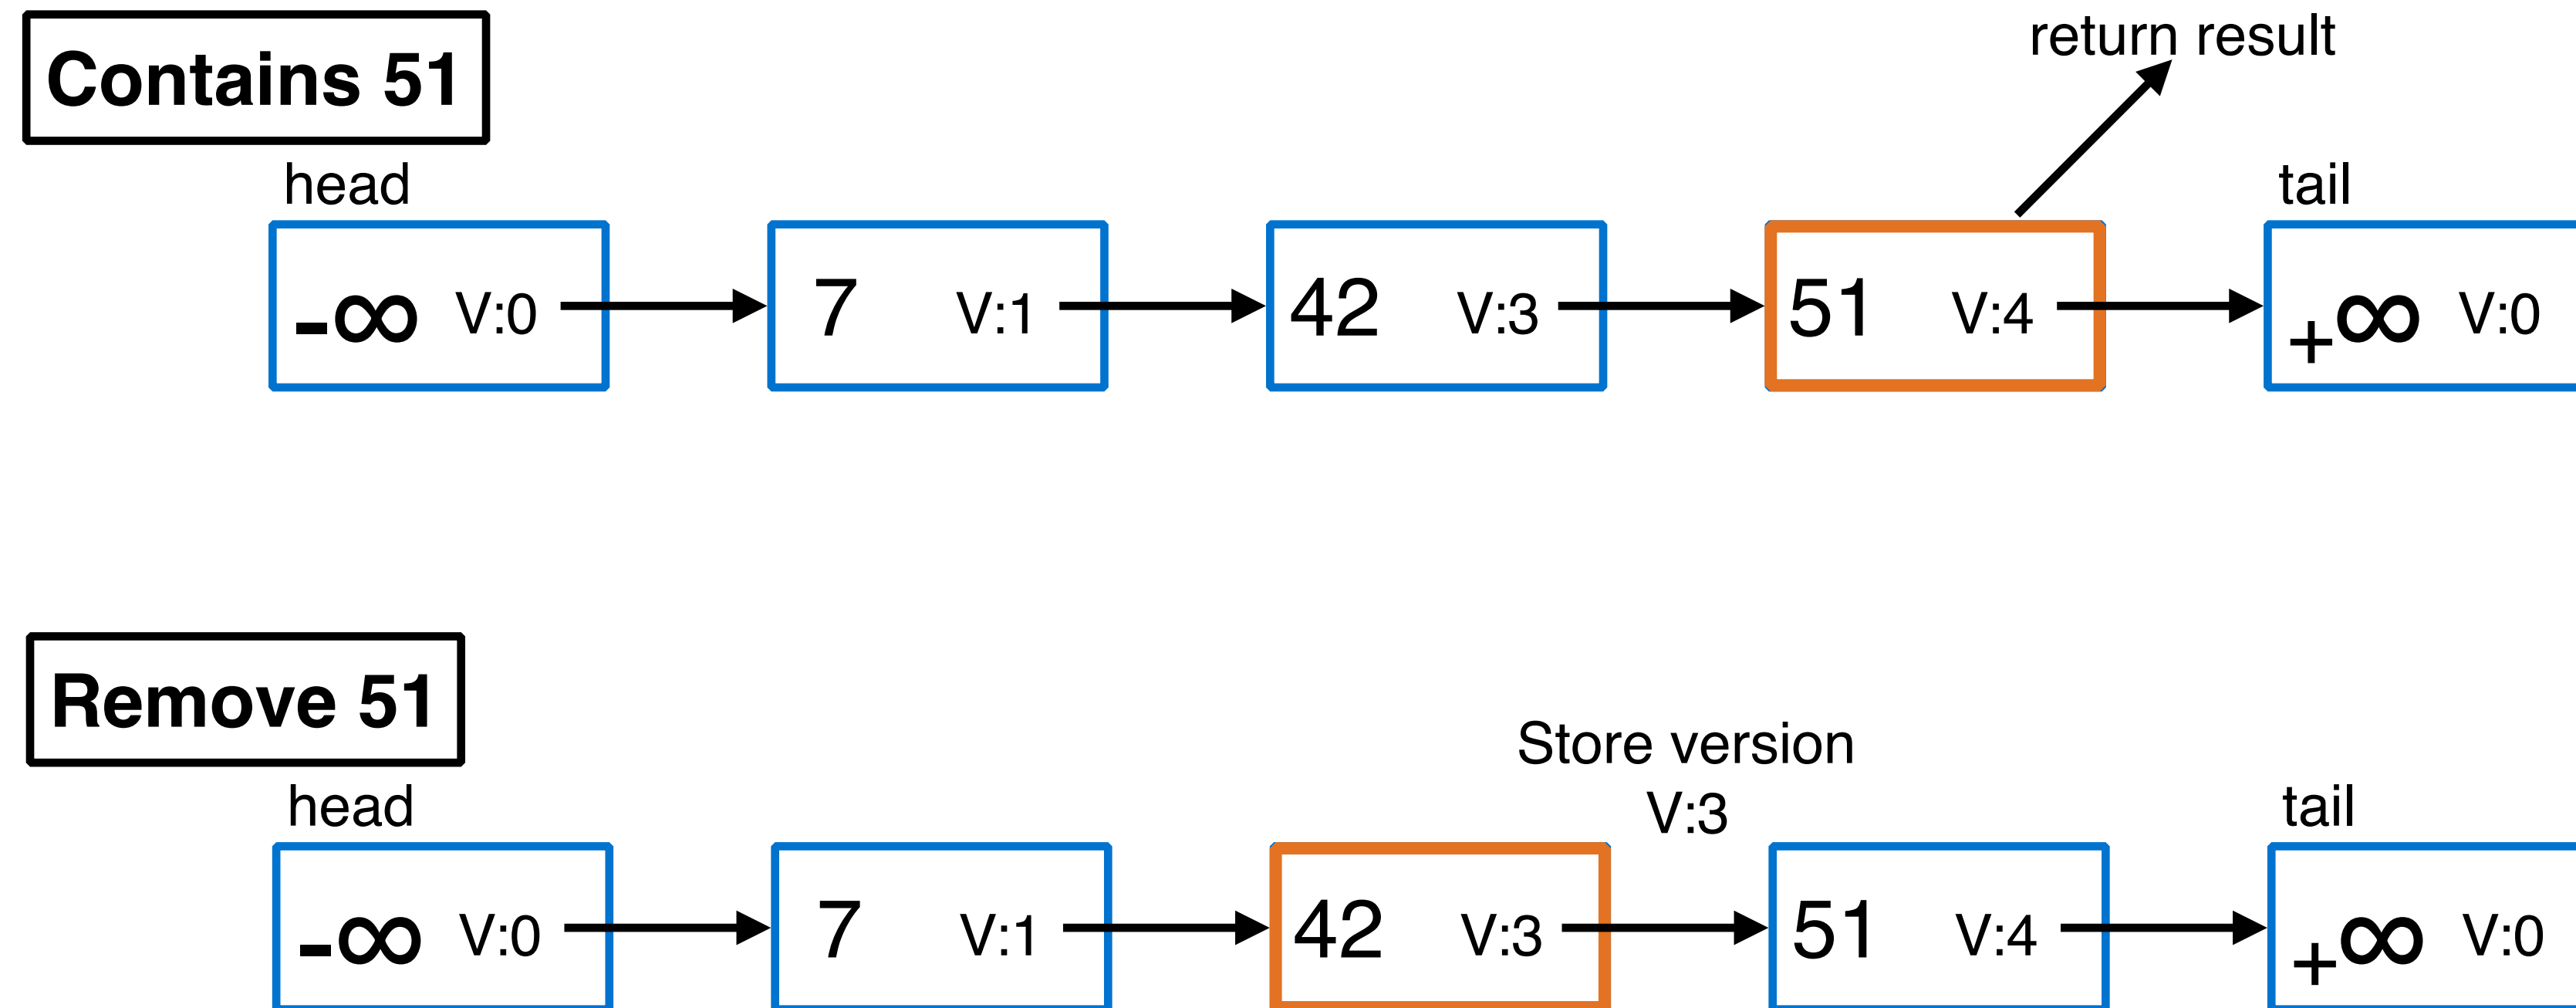 return result
Contains 51
head
tail
-∞ V:0
7 V:1
42 V:3
51 V:4
+∞ V:0
Remove 51
Store version
V:3
head
tail
-∞ V:0
7 V:1
42 V:3
51 V:4
+∞ V:0